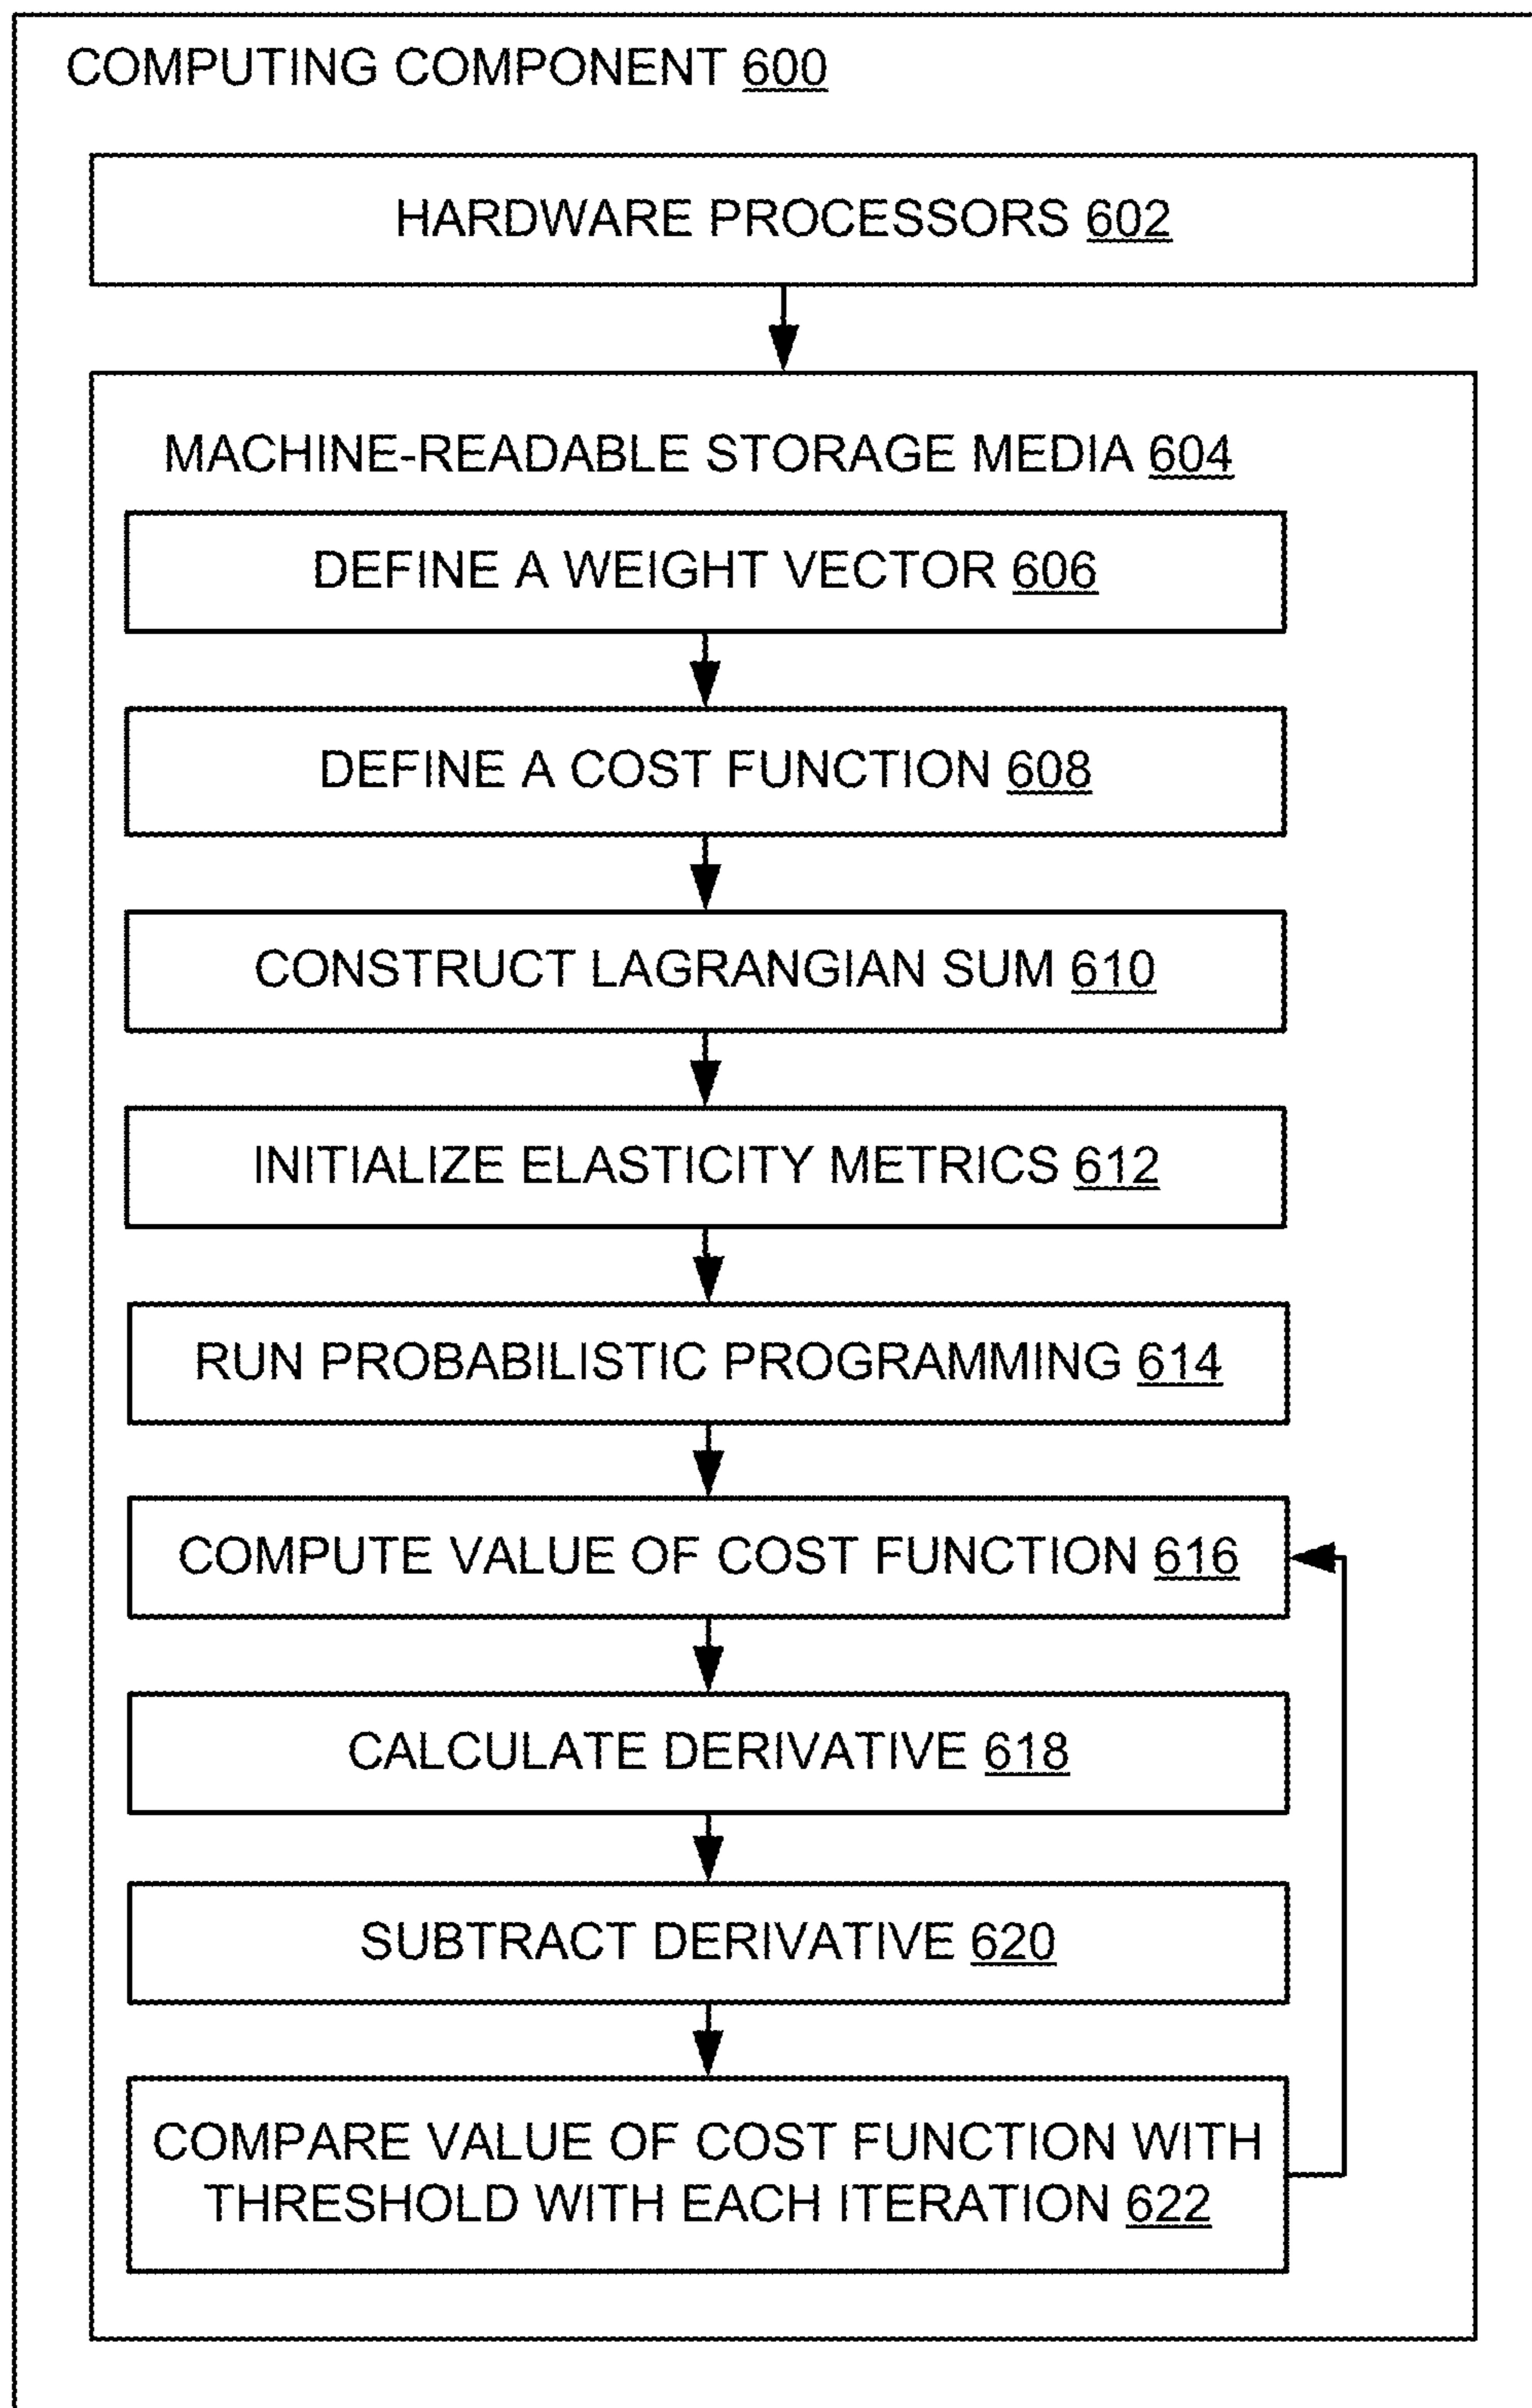 COMPUTING COMPONENT 600
HARDWARE PROCESSORS 602
MACHINE-READABLE STORAGE MEDIA 604
DEFINE A WEIGHT VECTOR 606
DEFINE A COST FUNCTION 608
CONSTRUCT LAGRANGIAN SUM 610
INITIALIZE ELASTICITY METRICS 612
RUN PROBABILISTIC PROGRAMMING 614
COMPUTE VALUE OF COST FUNCTION 616
CALCULATE DERIVATIVE 618
SUBTRACT DERIVATIVE 620
COMPARE VALUE OF COST FUNCTION WITH
THRESHOLD WITH EACH ITERATION 622